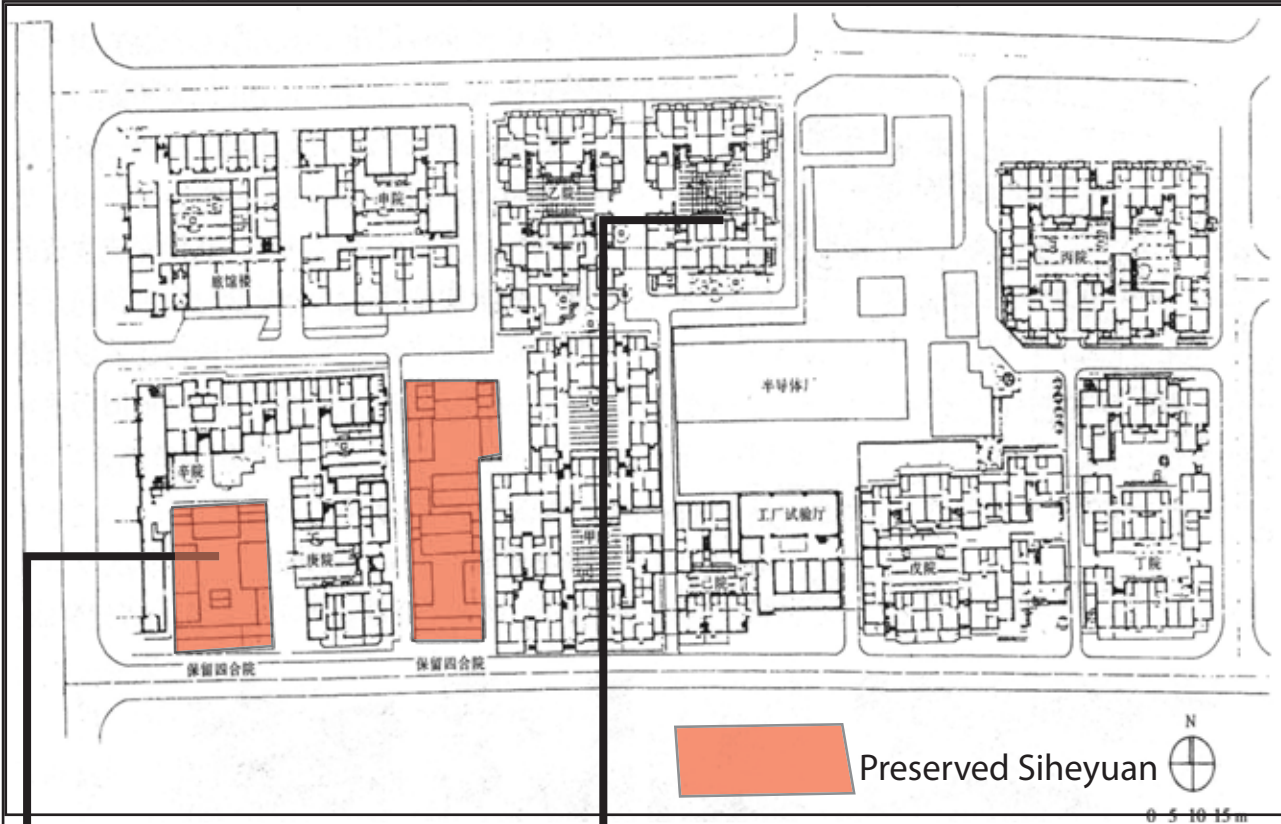 乙院
申院
丙院
旅馆楼
半导体厂
辛院
工厂试验厅
甲
庚院
己院
戊院
丁院
保留四合院
保留四合院
N
Preserved Siheyuan
0 5 10 15 m